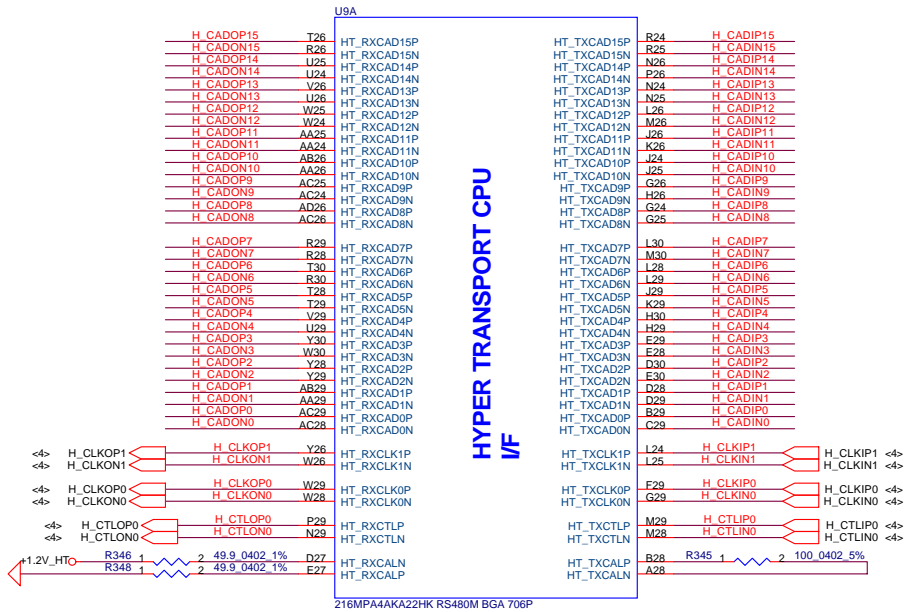 U9A
H_CADOP15 T26 HT_RXCAD15P HT_TXCAD15P R24 H_CADIP15
H_CADON15 R26 HT_RXCAD15N HT_TXCAD15N R25 H_CADIN15
H_CADOP14 U25 HT_RXCAD14P HT_TXCAD14P N26 H_CADIP14
H_CADON14 U24 HT_RXCAD14N HT_TXCAD14N P26 H_CADIN14
H_CADOP13 V26 HT_RXCAD13P HT_TXCAD13P N24 H_CADIP13
H_CADON13 U26 HT_RXCAD13N HT_TXCAD13N N25 H_CADIN13
H_CADOP12 W25 HT_RXCAD12P HT_TXCAD12P L26 H_CADIP12
H_CADON12 W24 HT_RXCAD12N HT_TXCAD12N M26 H_CADIN12
H_CADOP11 AA25 HT_RXCAD11P HT_TXCAD11P J26 H_CADIP11
H_CADON11 AA24 HT_RXCAD11N HT_TXCAD11N K26 H_CADIN11
H_CADOP10 AB26 HT_RXCAD10P HT_TXCAD10P J24 H_CADIP10
H_CADON10 AA26 HT_RXCAD10N HT_TXCAD10N J25 H_CADIN10
H_CADOP9 AC25 HT_RXCAD9P HT_TXCAD9P G26 H_CADIP9
H_CADON9 AC24 HT_RXCAD9N HT_TXCAD9N H26 H_CADIN9
H_CADOP8 AD26 HT_RXCAD8P HT_TXCAD8P G24 H_CADIP8
H_CADON8 AC26 HT_RXCAD8N HT_TXCAD8N G25 H_CADIN8
H_CADOP7 R29 HT_RXCAD7P HT_TXCAD7P L30 H_CADIP7
H_CADON7 R28 HT_RXCAD7N HT_TXCAD7N M30 H_CADIN7
H_CADOP6 T30 HT_RXCAD6P HT_TXCAD6P L28 H_CADIP6
H_CADON6 R30 HT_RXCAD6N HT_TXCAD6N L29 H_CADIN6
H_CADOP5 T28 HT_RXCAD5P HT_TXCAD5P J29 H_CADIP5
H_CADON5 T29 HT_RXCAD5N HT_TXCAD5N K29 H_CADIN5
H_CADOP4 V29 HT_RXCAD4P HT_TXCAD4P H30 H_CADIP4
H_CADON4 U29 HT_RXCAD4N HT_TXCAD4N H29 H_CADIN4
H_CADOP3 Y30 HT_RXCAD3P HT_TXCAD3P E29 H_CADIP3
H_CADON3 W30 HT_RXCAD3N HT_TXCAD3N E28 H_CADIN3
H_CADOP2 Y28 HT_RXCAD2P HT_TXCAD2P D30 H_CADIP2
H_CADON2 Y29 HT_RXCAD2N HT_TXCAD2N E30 H_CADIN2
H_CADOP1 AB29 HT_RXCAD1P HT_TXCAD1P D28 H_CADIP1
H_CADON1 AA29 HT_RXCAD1N HT_TXCAD1N D29 H_CADIN1
H_CADOP0 AC29 HT_RXCAD0P HT_TXCAD0P B29 H_CADIP0
H_CADON0 AC28 HT_RXCAD0N HT_TXCAD0N C29 H_CADIN0
HYPER TRANSPORT CPU
I/F
<4> H_CLKOP1 H_CLKOP1 Y26 HT_RXCLK1P HT_TXCLK1P L24 H_CLKIP1 H_CLKIP1 <4>
<4> H_CLKON1 H_CLKON1 W26 HT_RXCLK1N HT_TXCLK1N L25 H_CLKIN1 H_CLKIN1 <4>
<4> H_CLKOP0 H_CLKOP0 W29 HT_RXCLK0P HT_TXCLK0P F29 H_CLKIP0 H_CLKIP0 <4>
<4> H_CLKON0 H_CLKON0 W28 HT_RXCLK0N HT_TXCLK0N G29 H_CLKIN0 H_CLKIN0 <4>
<4> H_CTLOP0 H_CTLOP0 P29 HT_RXCTLP HT_TXCTLP M29 H_CTLIP0 H_CTLIP0 <4>
<4> H_CTLON0 H_CTLON0 N29 HT_RXCTLN HT_TXCTLN M28 H_CTLIN0 H_CTLIN0 <4>
+1.2V_HT R346 1 2 49.9_0402_1% D27 HT_RXCALN HT_TXCALP B28 R345 1 2 100_0402_5%
R348 1 2 49.9_0402_1% E27 HT_RXCALP HT_TXCALN A28
216MPA4AKA22HK RS480M BGA 706P